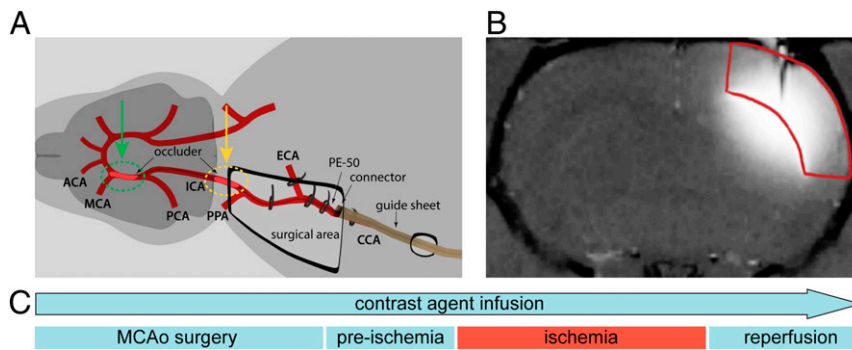 A
B
ECA
PE-50
connector
occluder
guide sheet
ACA
ICA
MCA
PCA
PPA
surgical area
CCA
C
contrast agent infusion
MCAo surgery
pre-ischemia
ischemia
reperfusion